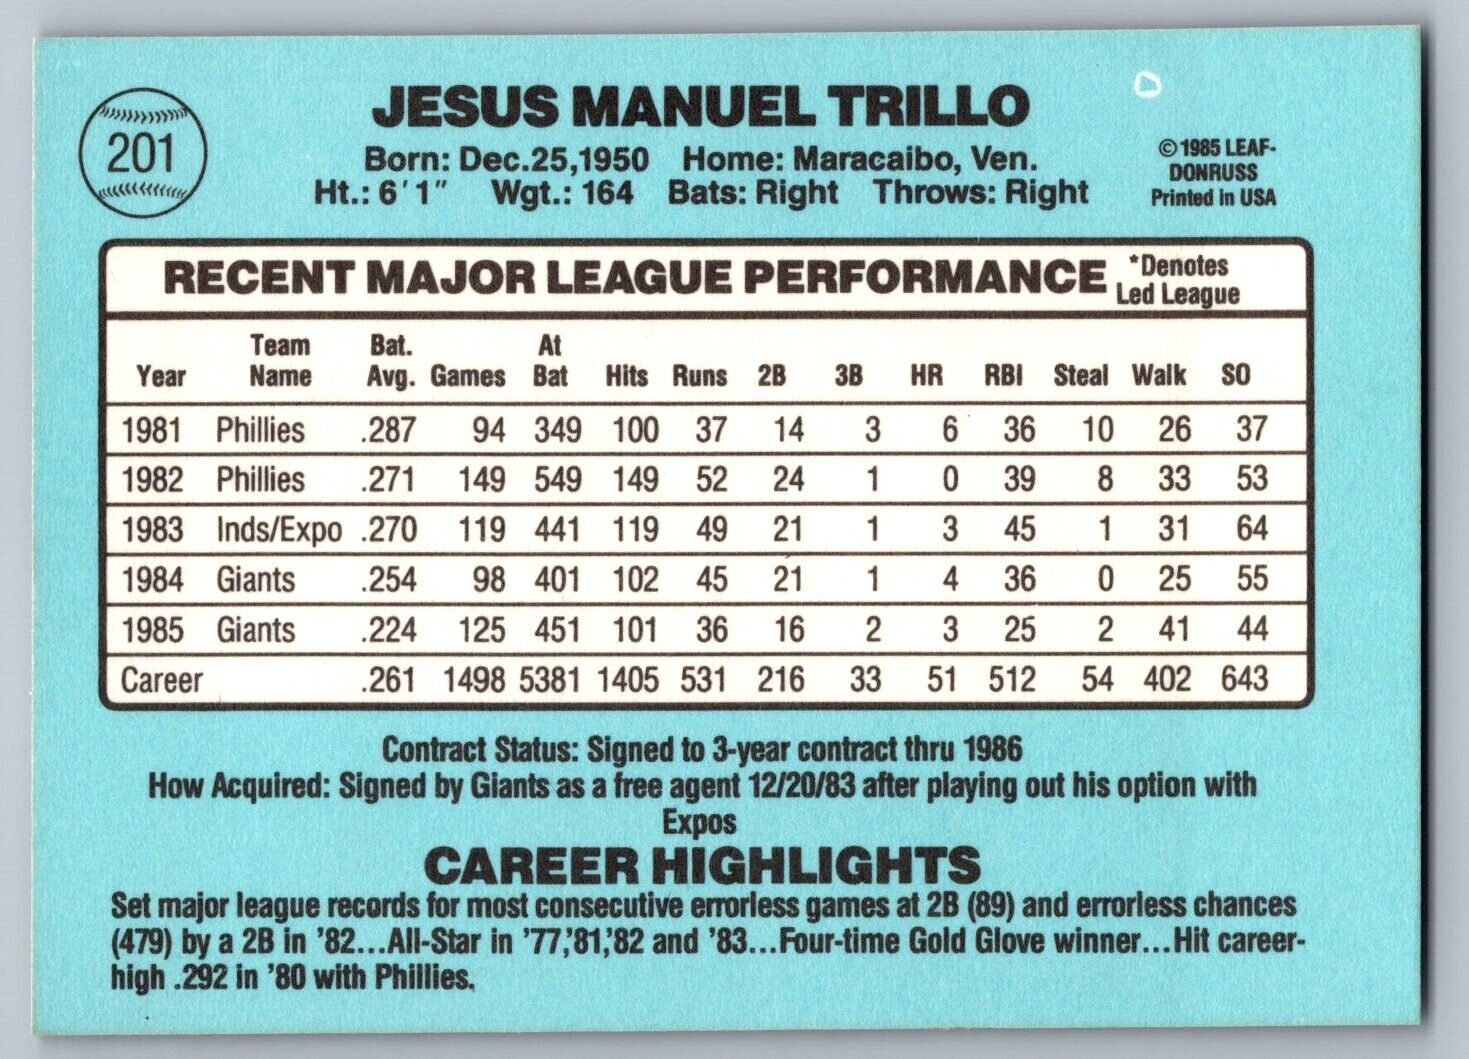 201
JESUS MANUEL TRILLO
Born: Dec.25,1950 Home: Maracaibo, Ven.
Ht.: 6'1" Wgt.: 164 Bats: Right Throws: Right
©1985 LEAF-
DONRUSS
Printed in USA
RECENT MAJOR LEAGUE PERFORMANCE *Denotes
Led League
Team Bat. At
Year Name Avg. Games Bat Hits Runs 2B 3B HR RBI Steal Walk SO
1981 Phillies .287 94 349 100 37 14 3 6 36 10 26 37
1982 Phillies .271 149 549 149 52 24 1 0 39 8 33 53
1983 Inds/Expo .270 119 441 119 49 21 1 3 45 1 31 64
1984 Giants .254 98 401 102 45 21 1 4 36 0 25 55
1985 Giants .224 125 451 101 36 16 2 3 25 2 41 44
Career .261 1498 5381 1405 531 216 33 51 512 54 402 643
Contract Status: Signed to 3-year contract thru 1986
How Acquired: Signed by Giants as a free agent 12/20/83 after playing out his option with
Expos
CAREER HIGHLIGHTS
Set major league records for most consecutive errorless games at 2B (89) and errorless chances
(479) by a 2B in '82...All-Star in '77,'81,'82 and '83...Four-time Gold Glove winner...Hit career-
high .292 in '80 with Phillies.